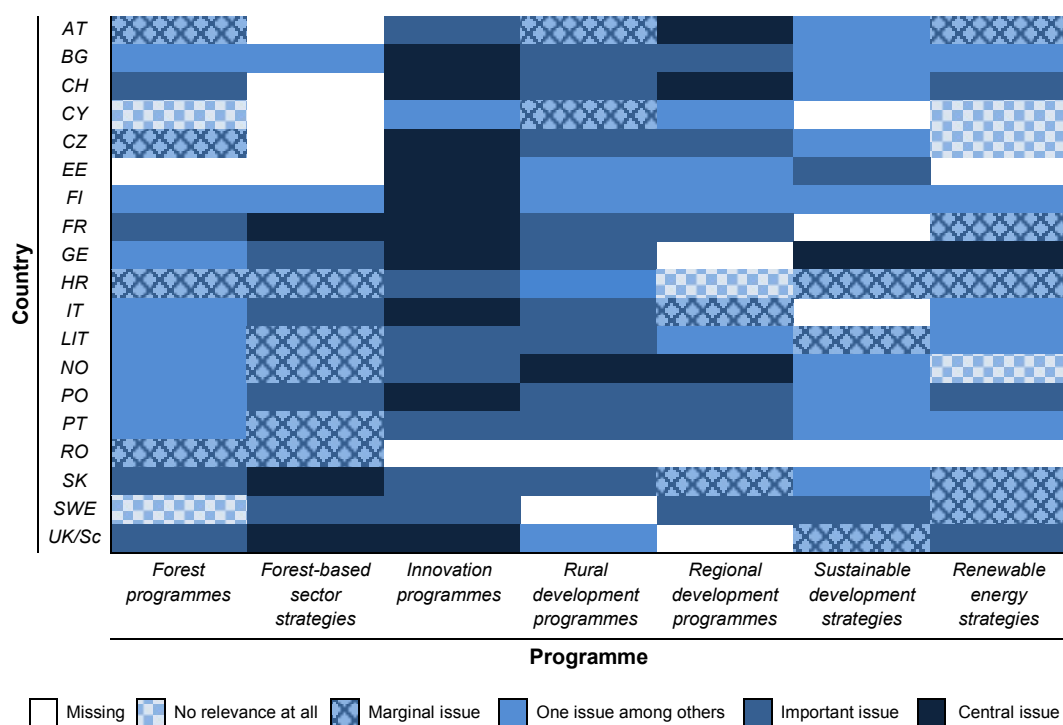 AT
BG
CH
CY
CZ
EE
FI
FR
GE
HR
IT
LIT
NO
PO
PT
RO
SK
SWE
UK/Sc
Country
Forest programmes
Forest-based sector strategies
Innovation programmes
Rural development programmes
Regional development programmes
Sustainable development strategies
Renewable energy strategies
Programme
Missing
No relevance at all
Marginal issue
One issue among others
Important issue
Central issue